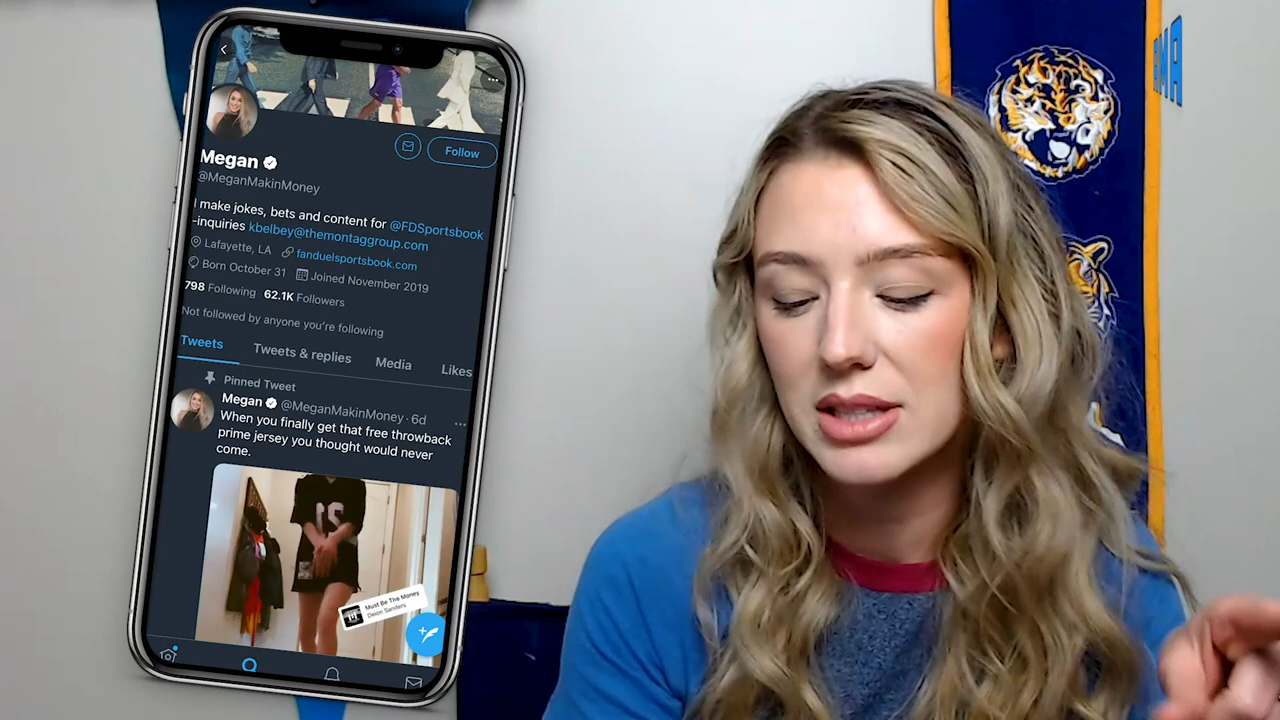 Follow
Megan
@MeganMakinMoney
I make jokes, bets and content for @FDSportsbook
-inquiries kbelbey@themontaggroup.com
Lafayette, LA fanduelsportsbook.com
Born October 31 Joined November 2019
798 Following 62.1K Followers
Not followed by anyone you're following
Tweets Tweets & replies Media Likes
Pinned Tweet
Megan @MeganMakinMoney · 6d
When you finally get that free throwback
prime jersey you thought would never
come.
21
Must Be The Money
Deion Sanders
AMA